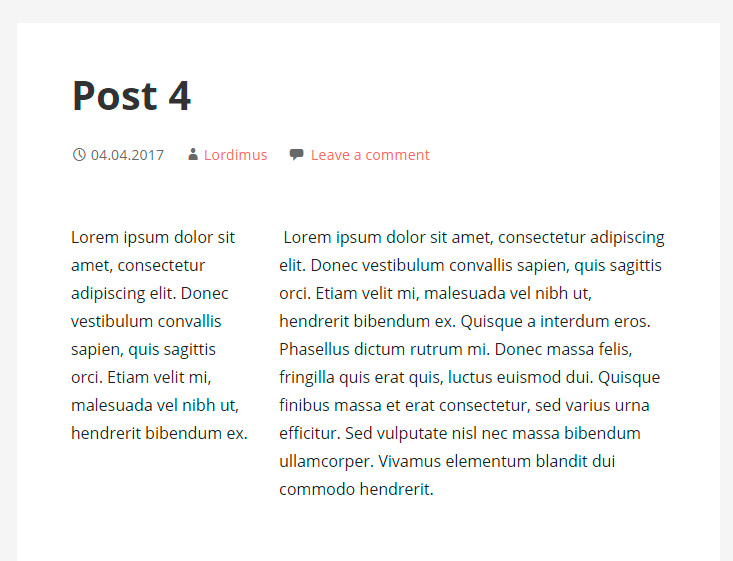 Post 4
04.04.2017 Lordimus Leave a comment
Lorem ipsum dolor sit
amet, consectetur
adipiscing elit. Donec
vestibulum convallis
sapien, quis sagittis
orci. Etiam velit mi,
malesuada vel nibh ut,
hendrerit bibendum ex.
Lorem ipsum dolor sit amet, consectetur adipiscing
elit. Donec vestibulum convallis sapien, quis sagittis
orci. Etiam velit mi, malesuada vel nibh ut,
hendrerit bibendum ex. Quisque a interdum eros.
Phasellus dictum rutrum mi. Donec massa felis,
fringilla quis erat quis, luctus euismod dui. Quisque
finibus massa et erat consectetur, sed varius urna
efficitur. Sed vulputate nisl nec massa bibendum
ullamcorper. Vivamus elementum blandit dui
commodo hendrerit.